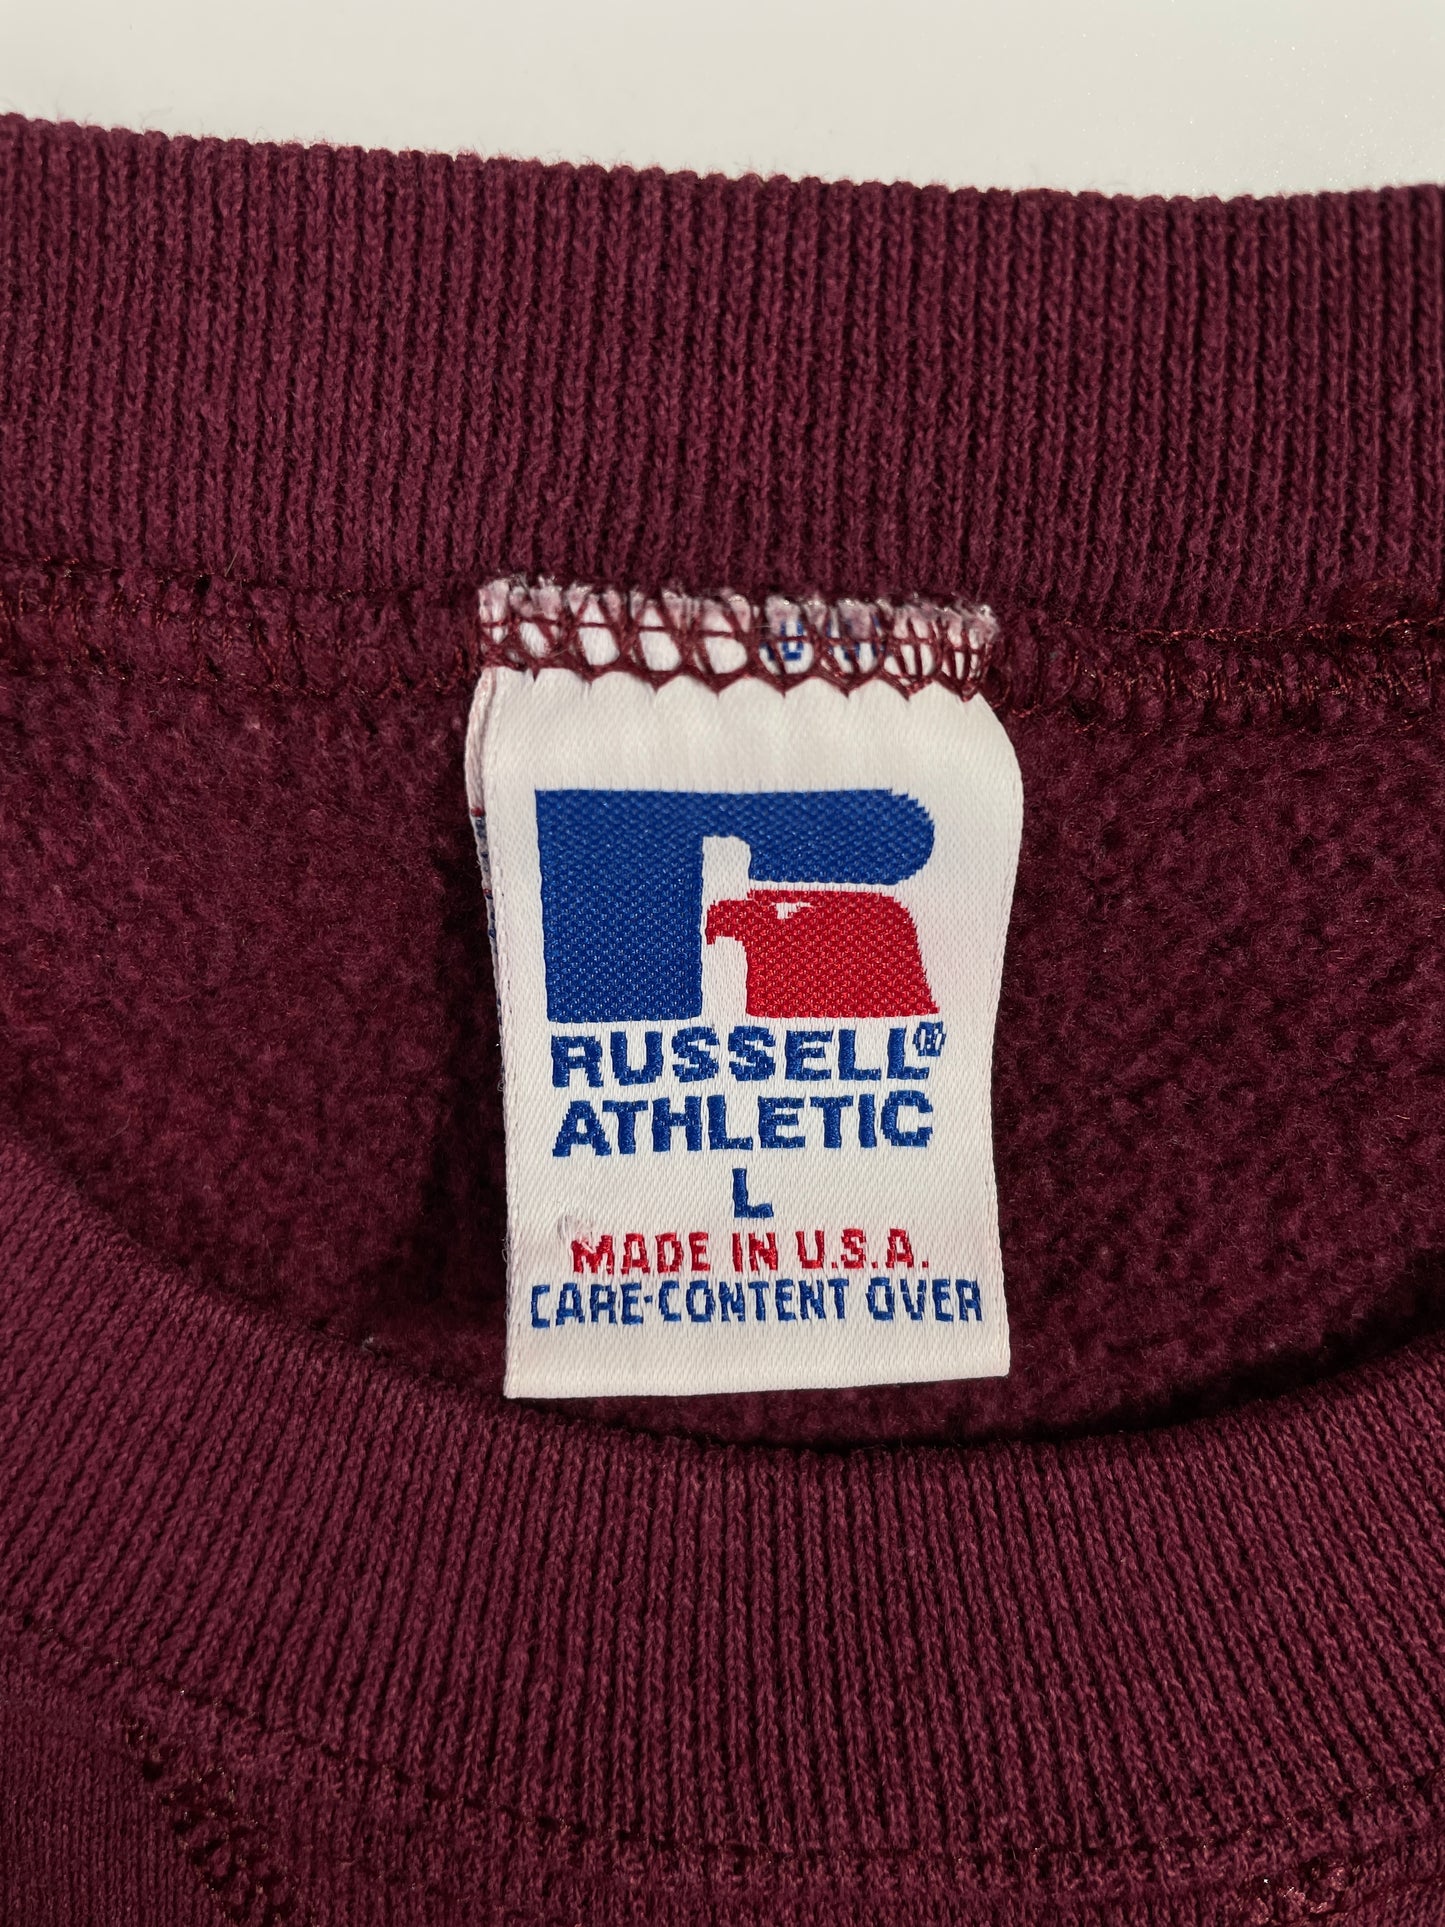 RUSSELL®
ATHLETIC
L
MADE IN U.S.A.
CARE·CONTENT OVER